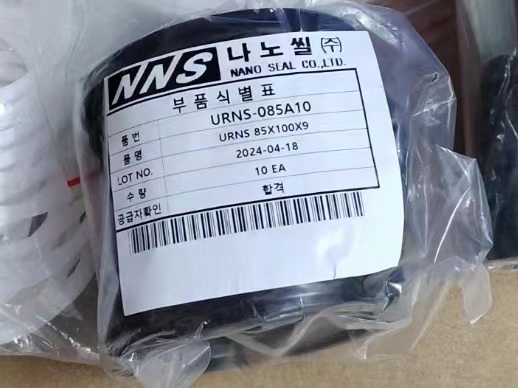 NNS 나노씰㈜
NANO SEAL CO.,LTD.
부품식별표
품번 URNS-085A10
품명 URNS 85X100X9
LOT NO. 2024-04-18
수량 10 EA
공급자확인 합격